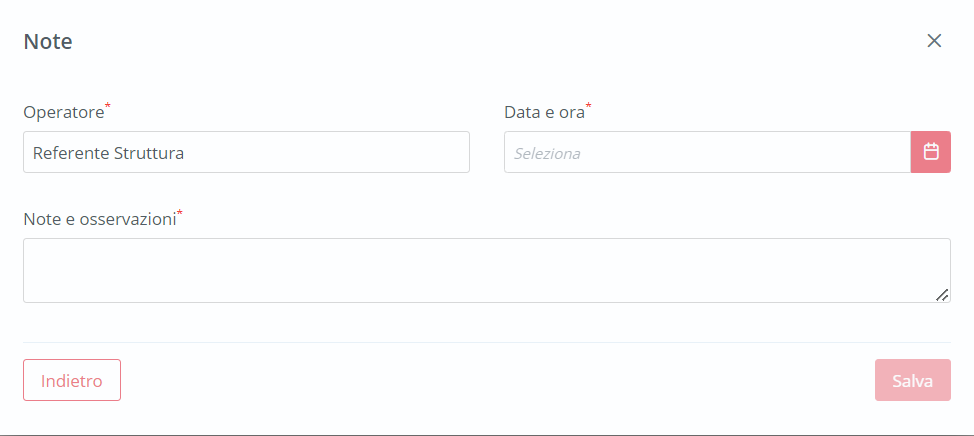 Note
Operatore* Data e ora*
Referente Struttura Seleziona
Note e osservazioni*
Indietro Salva